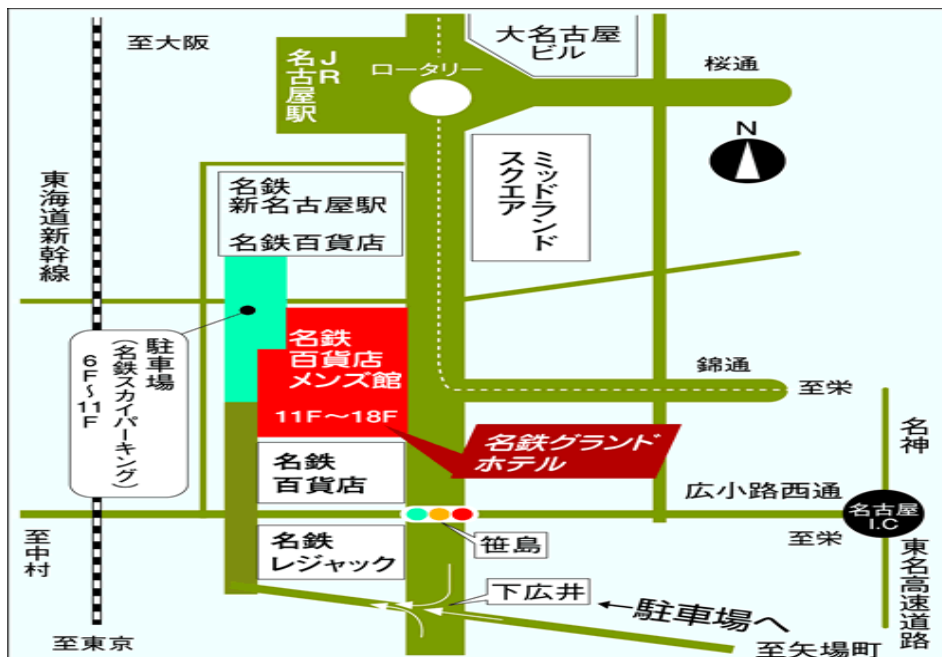 至大阪
JR
名古屋駅
ロータリー
大名古屋
ビル
桜通
N
ミッドランド
スクエア
東海道新幹線
名鉄
新名古屋駅
名鉄百貨店
駐車場
(名鉄スカイパーキング)
6F～11F
名鉄
百貨店
メンズ館
11F～18F
錦通
至栄
名鉄グランド
ホテル
名神
名鉄
百貨店
広小路西通
名古屋
I.C
至栄
至中村
笹島
名鉄
レジャック
下広井
←駐車場へ
東名高速道路
至東京
至矢場町